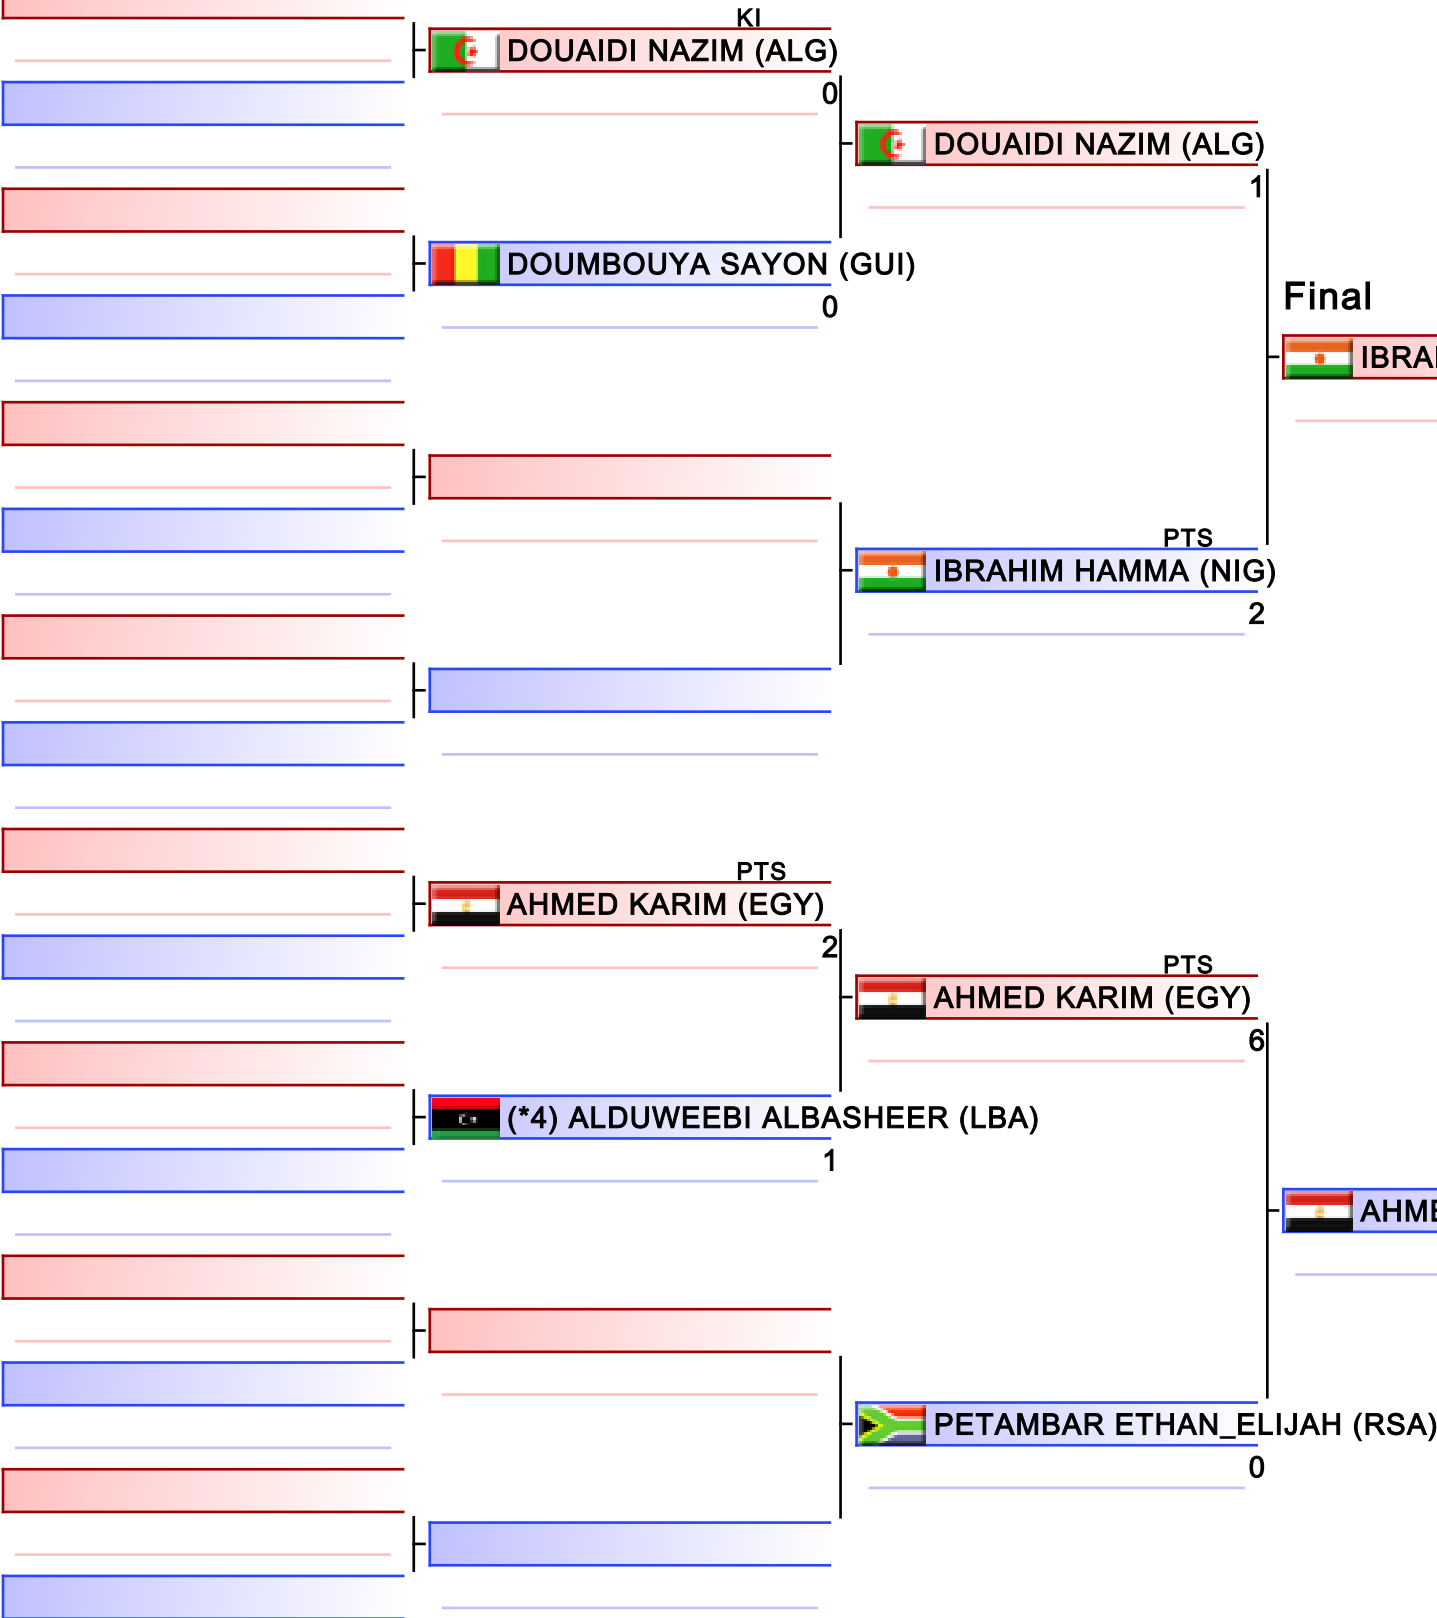 KI
DOUAIDI NAZIM (ALG)
0
DOUAIDI NAZIM (ALG)
1
DOUMBOUYA SAYON (GUI)
0
Final
IBRA
PTS
IBRAHIM HAMMA (NIG)
2
PTS
AHMED KARIM (EGY)
2
PTS
AHMED KARIM (EGY)
6
(*4) ALDUWEEBI ALBASHEER (LBA)
1
AHME
PETAMBAR ETHAN_ELIJAH (RSA)
0